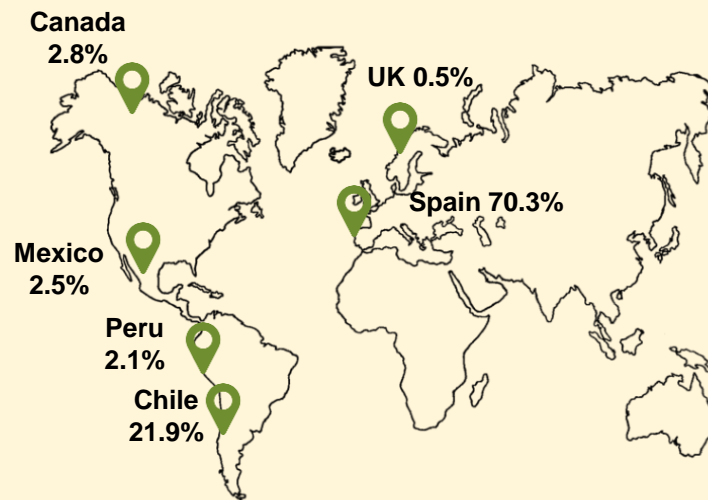 Canada
2.8%
UK 0.5%
Spain 70.3%
Mexico
2.5%
Peru
2.1%
Chile
21.9%